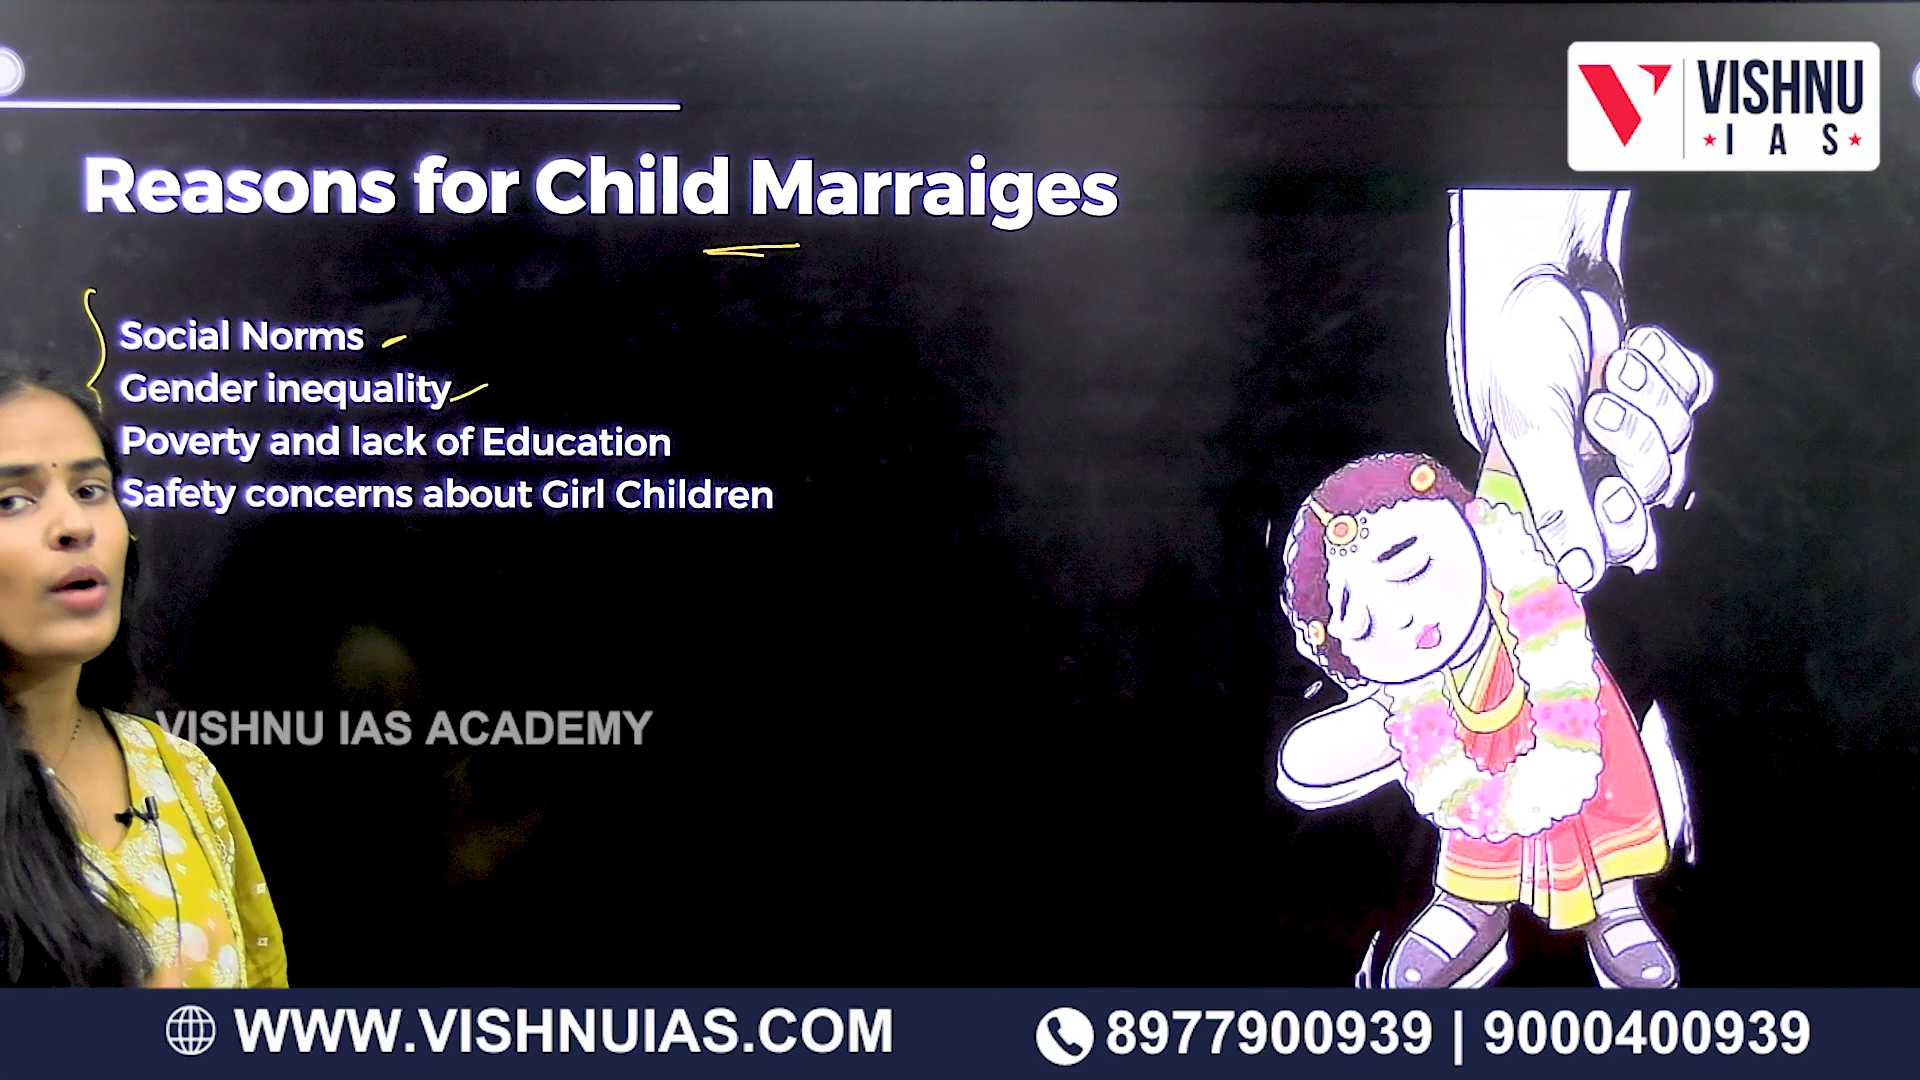 VISHNU
IAS
Reasons for Child Marraiges
Social Norms
Gender inequality
Poverty and lack of Education
Safety concerns about Girl Children
VISHNU IAS ACADEMY
WWW.VISHNUIAS.COM
8977900939 | 9000400939